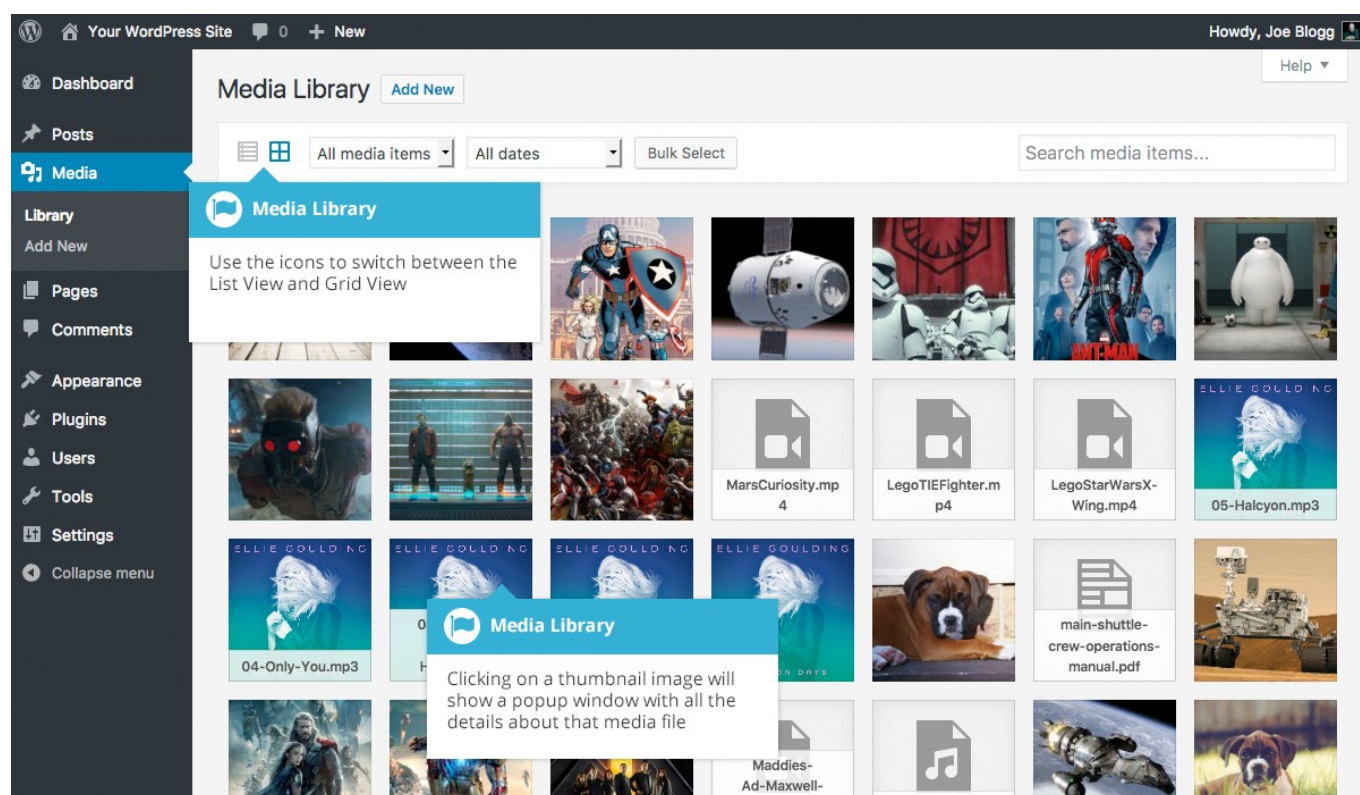 Your WordPress Site 0 + New
Howdy, Joe Blogg
Dashboard
Posts
Media
Library
Add New
Pages
Comments
Appearance
Plugins
Users
Tools
Settings
Collapse menu
Help ▼
Media Library Add New
All media items All dates Bulk Select
Search media items...
Media Library
Use the icons to switch between the
List View and Grid View
ANT-MAN
MarsCuriosity.mp
4
LegoTIEFighter.m
p4
LegoStarWarsX-
Wing.mp4
ELLIE GOULDING
05-Halcyon.mp3
ELLIE GOULDING
04-Only-You.mp3
ELLIE GOULDING
0
H
ELLIE GOULDING
ELLIE GOULDING
ON DAYS
main-shuttle-
crew-operations-
manual.pdf
Media Library
Clicking on a thumbnail image will
show a popup window with all the
details about that media file
Maddies-
Ad-Maxwell-